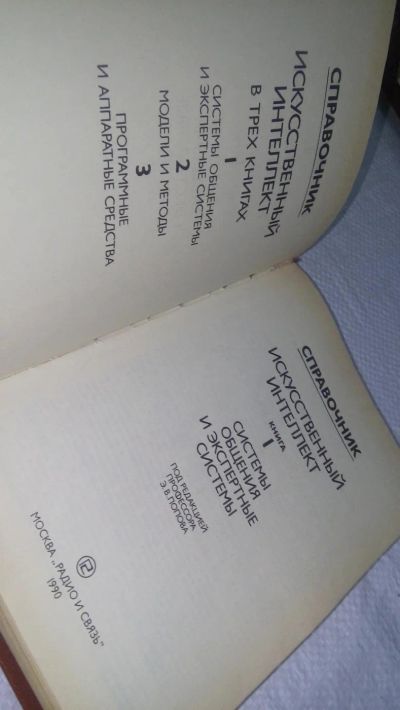 СПРАВОЧНИК
ИСКУССТВЕННЫЙ
ИНТЕЛЛЕКТ
В ТРЕХ КНИГАХ
1
СИСТЕМЫ ОБЩЕНИЯ
И ЭКСПЕРТНЫЕ СИСТЕМЫ
2
МОДЕЛИ И МЕТОДЫ
3
ПРОГРАММНЫЕ
И АППАРАТНЫЕ СРЕДСТВА
СПРАВОЧНИК
ИСКУССТВЕННЫЙ
ИНТЕЛЛЕКТ
КНИГА
1
СИСТЕМЫ
ОБЩЕНИЯ
И ЭКСПЕРТНЫЕ
СИСТЕМЫ
ПОД РЕДАКЦИЕЙ
ПРОФЕССОРА
Э.В ПОПОВА
МОСКВА „РАДИО И СВЯЗЬ"
1990